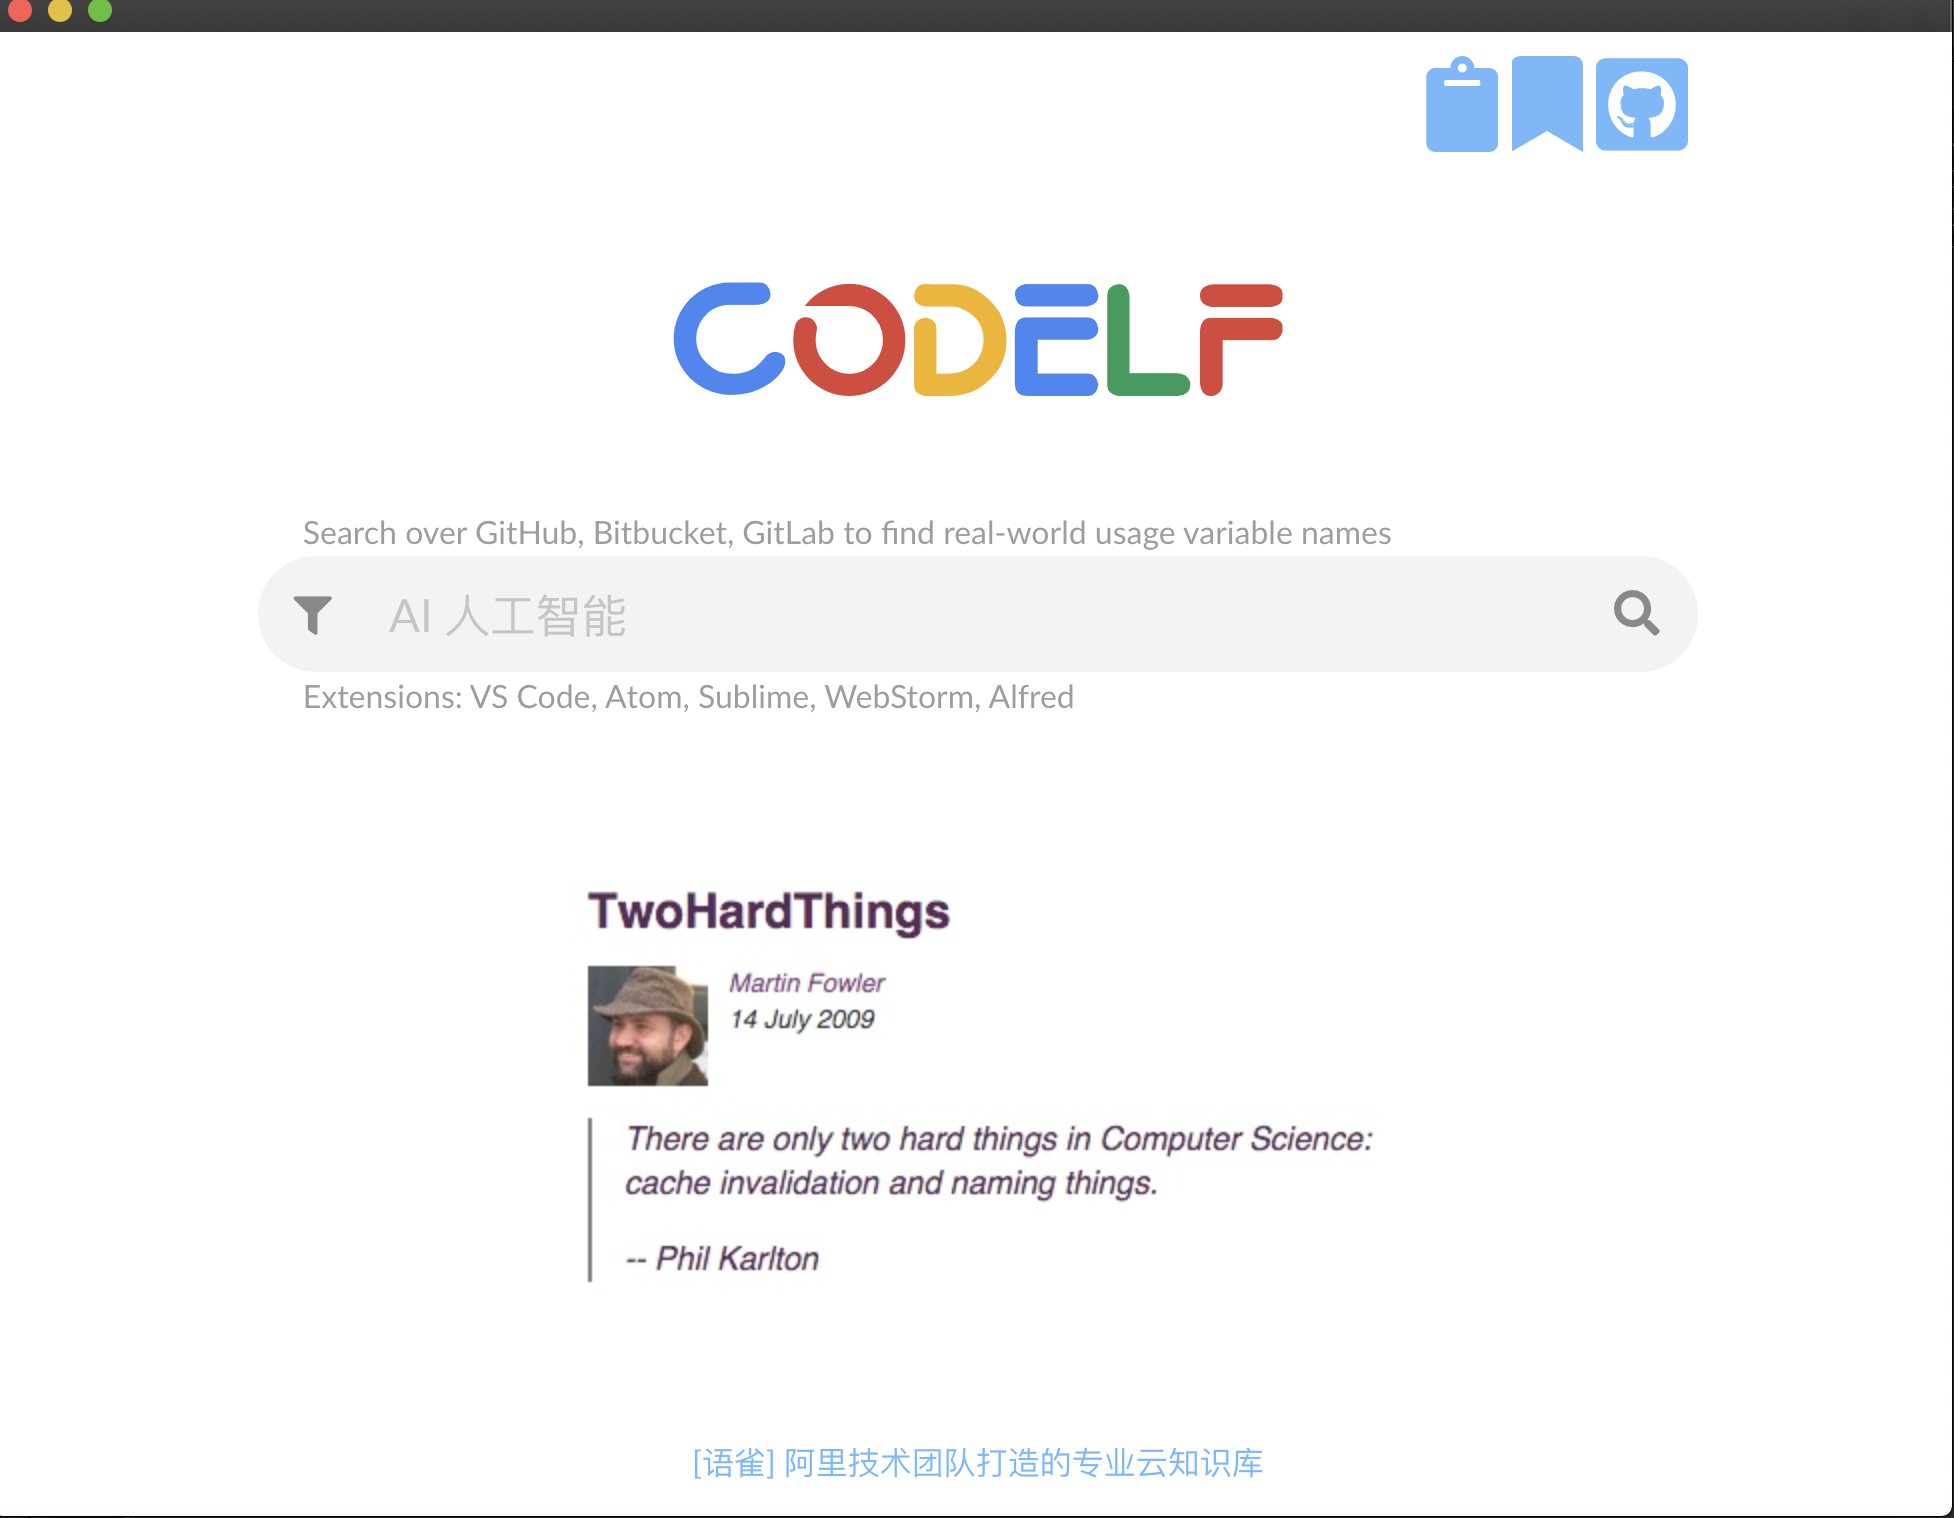 CODELF
Search over GitHub, Bitbucket, GitLab to find real-world usage variable names
AI 人工智能
Extensions: VS Code, Atom, Sublime, WebStorm, Alfred
TwoHardThings
Martin Fowler
14 July 2009
There are only two hard things in Computer Science:
cache invalidation and naming things.
-- Phil Karlton
[语雀] 阿里技术团队打造的专业云知识库